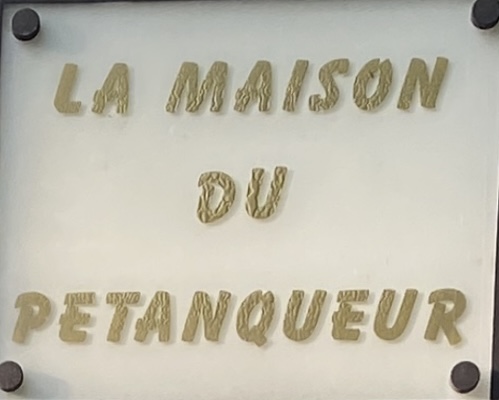 LA MAISON
DU
PETANQUEUR